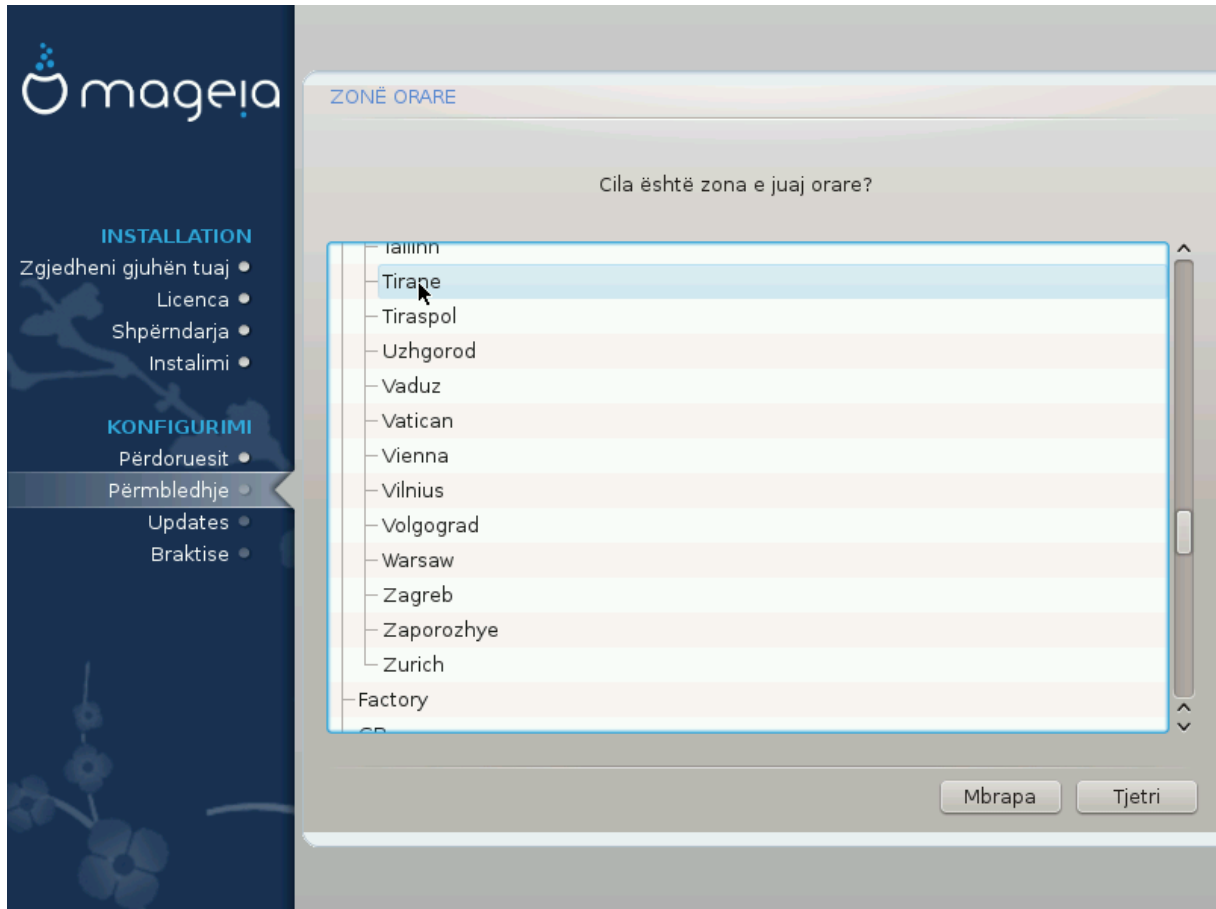 mageia
INSTALLATION
Zgjedheni gjuhën tuaj
Licenca
Shpërndarja
Instalimi
KONFIGURIMI
Përdoruesit
Përmbledhje
Updates
Braktise
ZONË ORARE
Cila është zona e juaj orare?
Tallinn
Tirane
Tiraspol
Uzhgorod
Vaduz
Vatican
Vienna
Vilnius
Volgograd
Warsaw
Zagreb
Zaporozhye
Zurich
Factory
Mbrapa
Tjetri